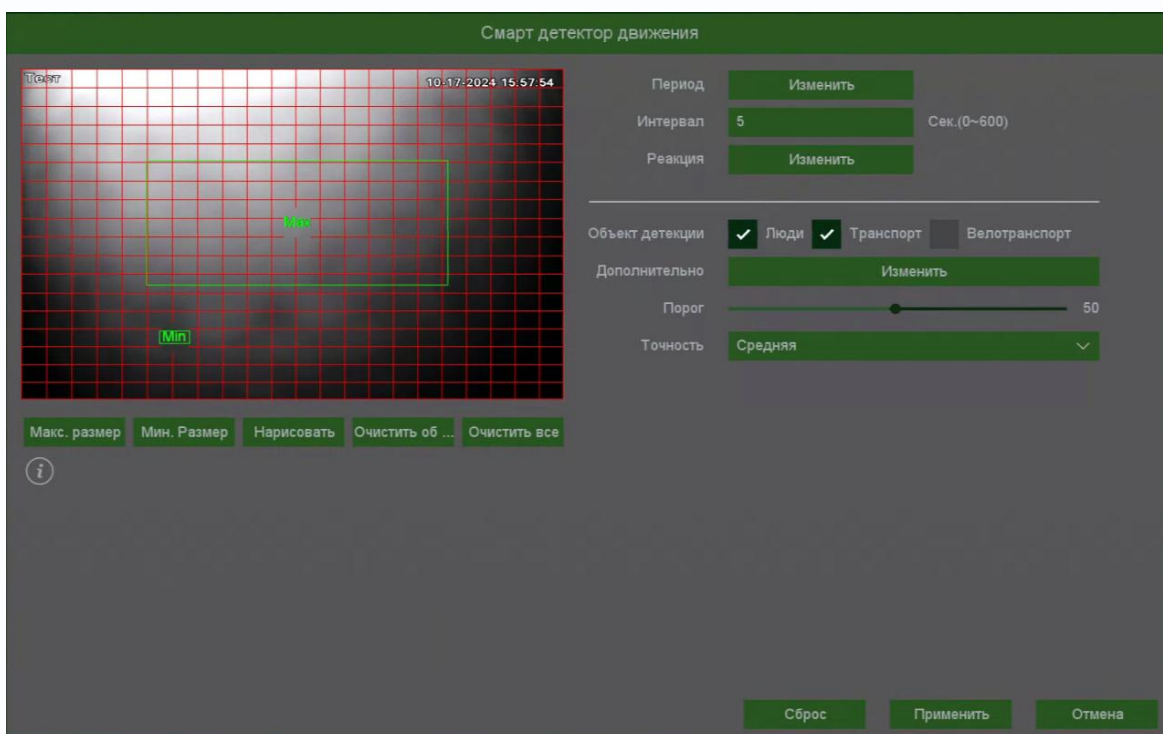 Смарт детектор движения
Тест
10-17-2024 15:57:54
Max
Min
Макс. размер
Мин. Размер
Нарисовать
Очистить об ...
Очистить все
i
Период Изменить
Интервал 5 Сек.(0~600)
Реакция Изменить
Объект детекции Люди Транспорт Велотранспорт
Дополнительно Изменить
Порог 50
Точность Средняя
Сброс
Применить
Отмена